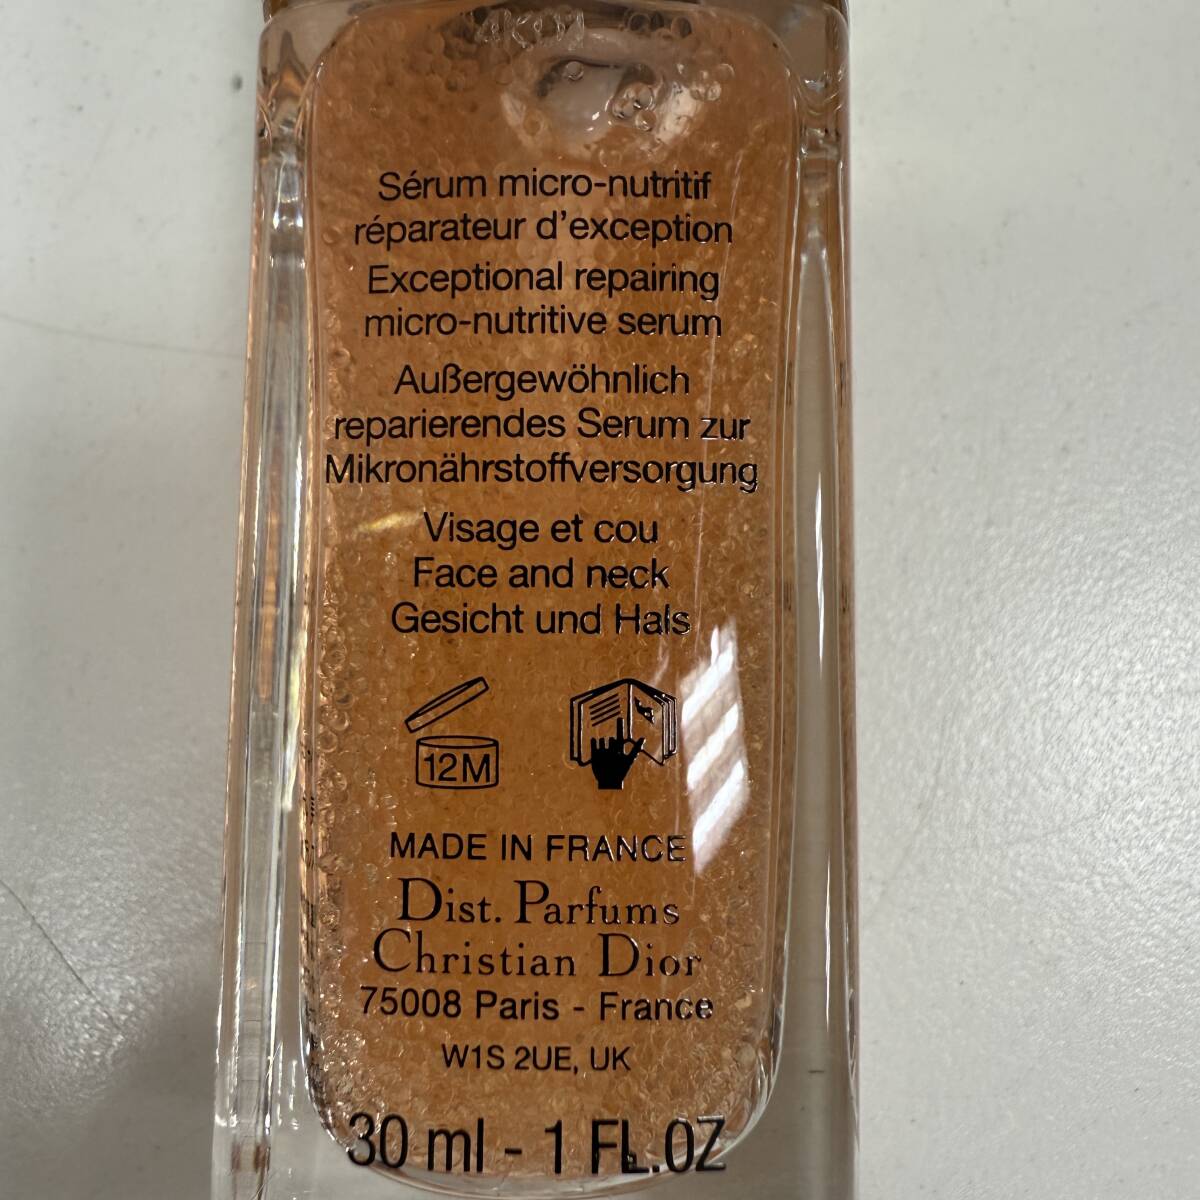 4K01
Sérum micro-nutritif
réparateur d'exception
Exceptional repairing
micro-nutritive serum
Außergewöhnlich
reparierendes Serum zur
Mikronährstoffversorgung
Visage et cou
Face and neck
Gesicht und Hals
12M
MADE IN FRANCE
Dist. Parfums
Christian Dior
75008 Paris - France
W1S 2UE, UK
30 ml - 1 FL.OZ